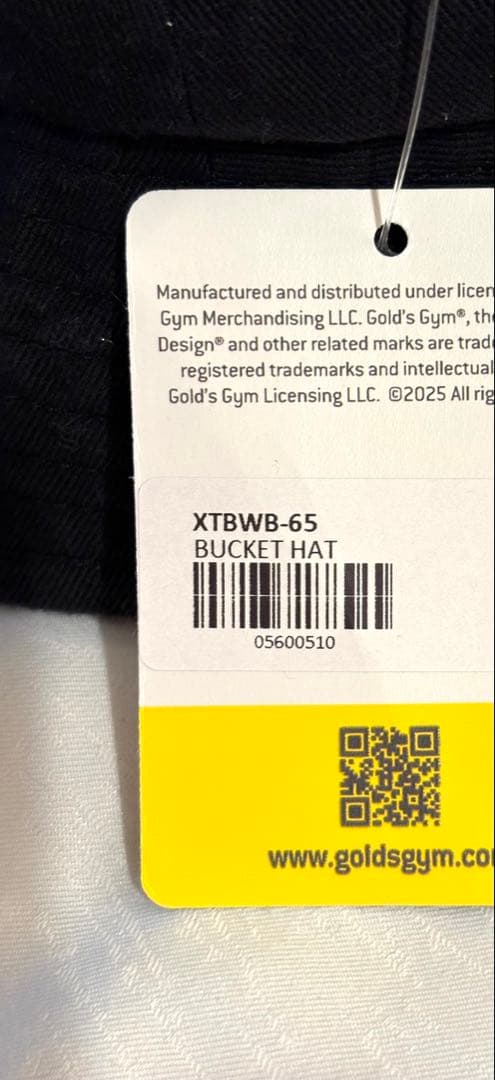 Manufactured and distributed under licen
Gym Merchandising LLC. Gold's Gym®, the
Design® and other related marks are trad
registered trademarks and intellectual
Gold's Gym Licensing LLC. ©2025 All rig
XTBWB-65
BUCKET HAT
05600510
www.goldsgym.co